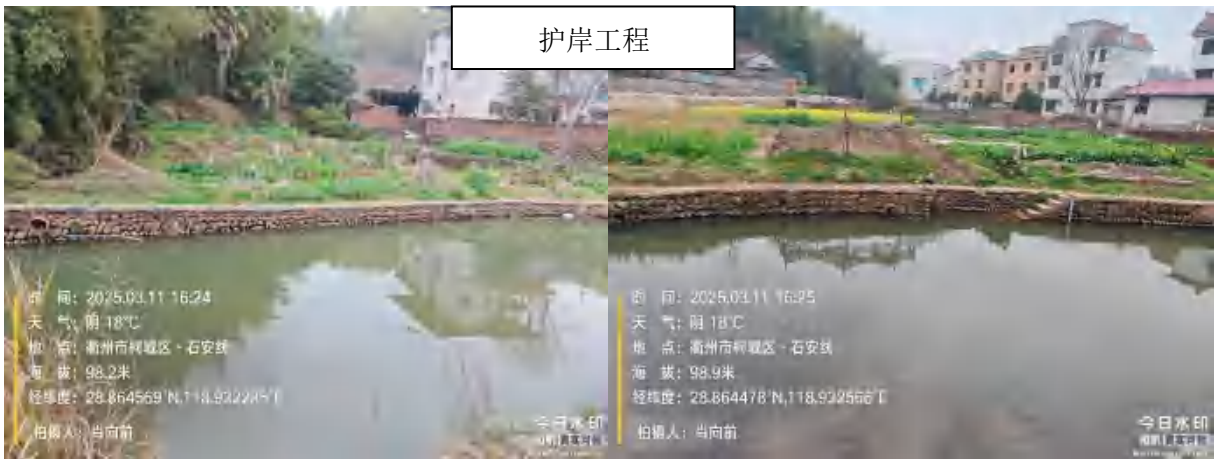 护岸工程
时 间：2025.03.11 16:24
天 气：阴 18℃
地 点：衢州市柯城区·石安线
海 拔：98.2米
经纬度：28.864569°N,118.932285°E
拍摄人：当向前
今日水印
时 间：2025.03.11 16:25
天 气：阴 18℃
地 点：衢州市柯城区·石安线
海 拔：98.9米
经纬度：28.864478°N,118.932566°E
拍摄人：当向前
今日水印